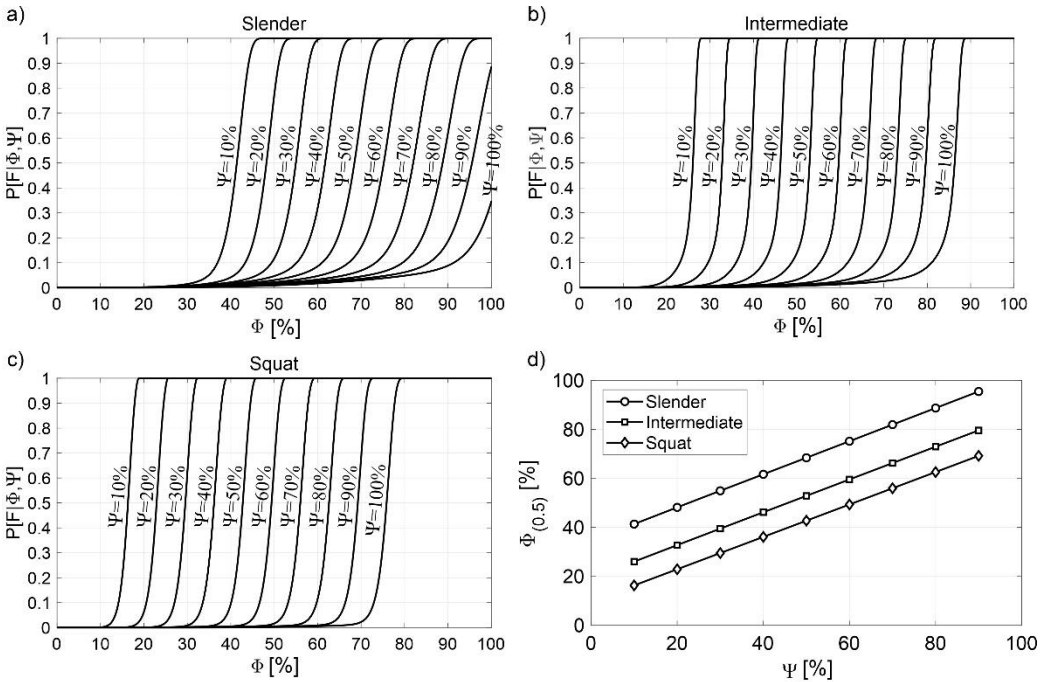 a)
Slender
P[F|Φ,Ψ]
1
0.9
0.8
0.7
0.6
0.5
0.4
0.3
0.2
0.1
0
Ψ=10%
Ψ=20%
Ψ=30%
Ψ=40%
Ψ=50%
Ψ=60%
Ψ=70%
Ψ=80%
Ψ=90%
Ψ=100%
0 10 20 30 40 50 60 70 80 90 100
Φ [%]
b)
Intermediate
P[F|Φ,Ψ]
1
0.9
0.8
0.7
0.6
0.5
0.4
0.3
0.2
0.1
0
Ψ=10%
Ψ=20%
Ψ=30%
Ψ=40%
Ψ=50%
Ψ=60%
Ψ=70%
Ψ=80%
Ψ=90%
Ψ=100%
0 10 20 30 40 50 60 70 80 90 100
Φ [%]
c)
Squat
P[F|Φ,Ψ]
1
0.9
0.8
0.7
0.6
0.5
0.4
0.3
0.2
0.1
0
Ψ=10%
Ψ=20%
Ψ=30%
Ψ=40%
Ψ=50%
Ψ=60%
Ψ=70%
Ψ=80%
Ψ=90%
Ψ=100%
0 10 20 30 40 50 60 70 80 90 100
Φ [%]
d)
Φ(0.5) [%]
100
80
60
40
20
0
Slender
Intermediate
Squat
0 20 40 60 80 100
Ψ [%]